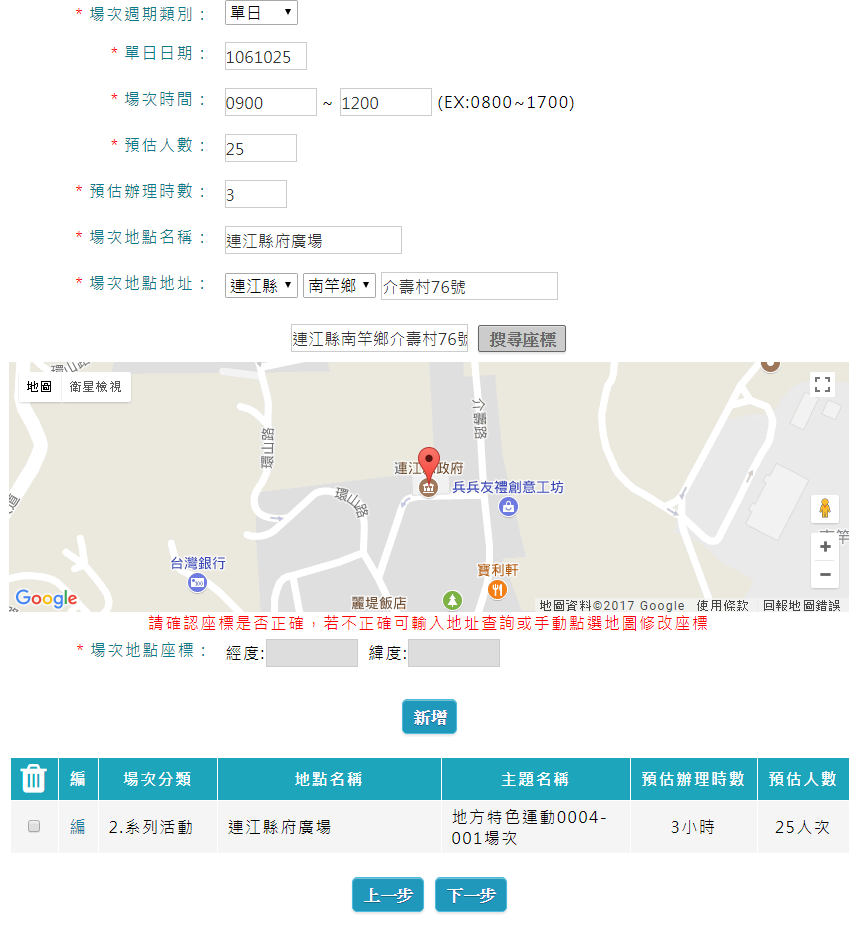 * 場次週期類別： 單日
* 單日日期： 1061025
* 場次時間： 0900 ~ 1200 (EX:0800~1700)
* 預估人數： 25
* 預估辦理時數： 3
* 場次地點名稱： 連江縣府廣場
* 場次地點地址： 連江縣 南竿鄉 介壽村76號
連江縣南竿鄉介壽村76號 搜尋座標
環山路
地圖 衛星檢視
介壽路
環山路
連江縣政府
兵兵友禮創意工坊
環山路
道
南竿
台灣銀行
寶利軒
麗堤飯店
Google 地圖資料©2017 Google 使用條款 回報地圖錯誤
請確認座標是否正確，若不正確可輸入地址查詢或手動點選地圖修改座標
* 場次地點座標： 經度: 緯度:
新增
編 場次分類 地點名稱 主題名稱 預估辦理時數 預估人數
編 2.系列活動 連江縣府廣場 地方特色運動0004-
001場次 3小時 25人次
上一步 下一步